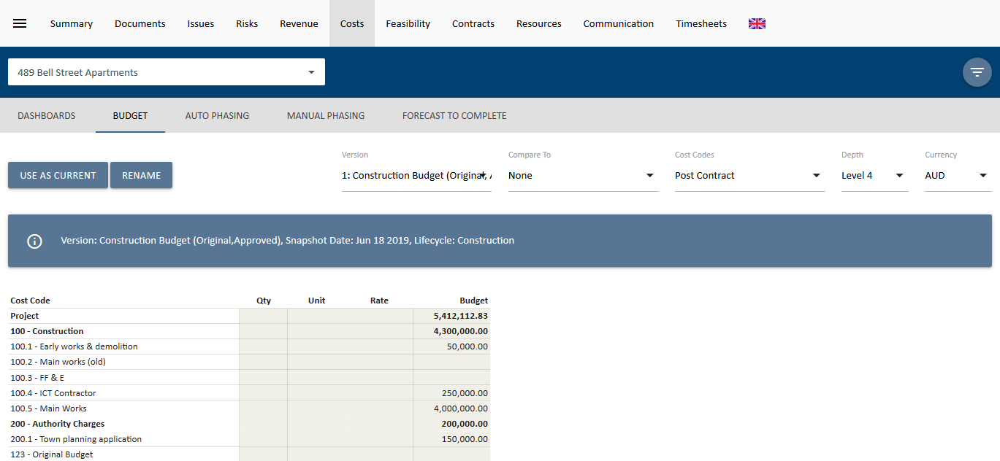 Summary Documents Issues Risks Revenue Costs Feasibility Contracts Resources Communication Timesheets
489 Bell Street Apartments
DASHBOARDS BUDGET AUTO PHASING MANUAL PHASING FORECAST TO COMPLETE
Version Compare To Cost Codes Depth Currency
USE AS CURRENT RENAME 1: Construction Budget (Original, None Post Contract Level 4 AUD
Version: Construction Budget (Original,Approved), Snapshot Date: Jun 18 2019, Lifecycle: Construction
Cost Code Qty Unit Rate Budget
Project 5,412,112.83
100 - Construction 4,300,000.00
100.1 - Early works & demolition 50,000.00
100.2 - Main works (old)
100.3 - FF & E
100.4 - ICT Contractor 250,000.00
100.5 - Main Works 4,000,000.00
200 - Authority Charges 200,000.00
200.1 - Town planning application 150,000.00
123 - Original Budget